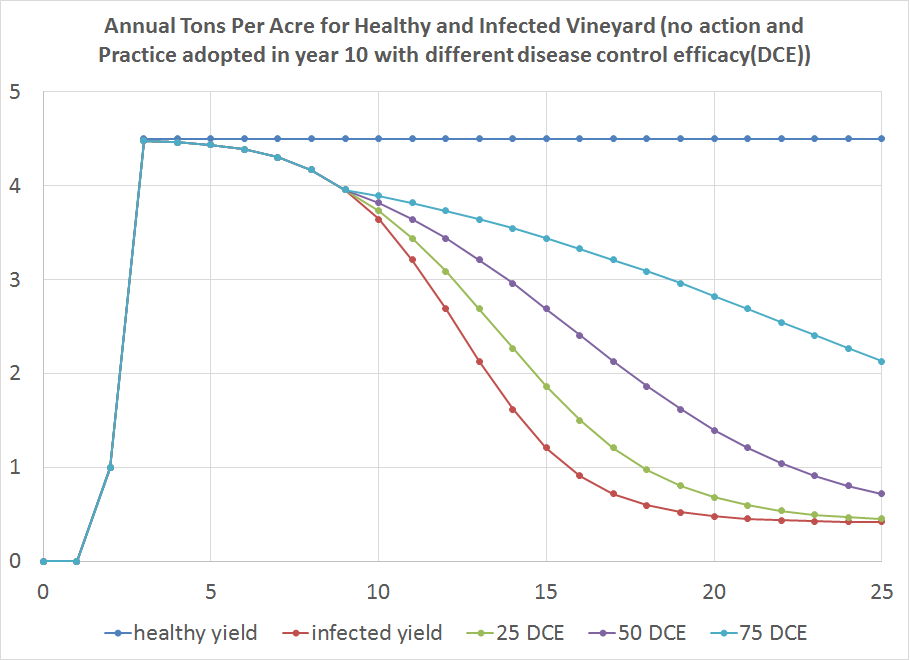 Annual Tons Per Acre for Healthy and Infected Vineyard (no action and
Practice adopted in year 10 with different disease control efficacy(DCE))
5
4
3
2
1
0
0 5 10 15 20 25
healthy yield infected yield 25 DCE 50 DCE 75 DCE